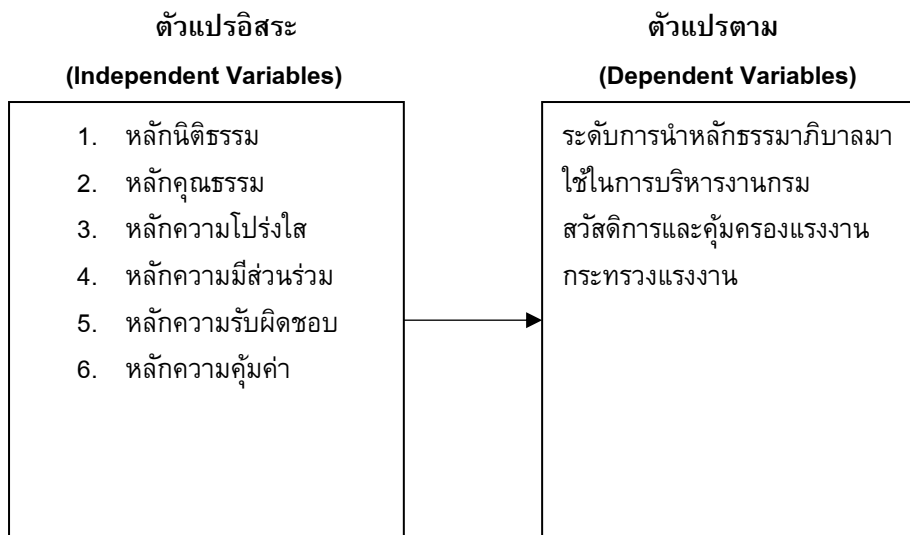 ตัวแปรอิสระ
(Independent Variables)
1. หลักนิติธรรม
2. หลักคุณธรรม
3. หลักความโปร่งใส
4. หลักความมีส่วนร่วม
5. หลักความรับผิดชอบ
6. หลักความคุ้มค่า
ตัวแปรตาม
(Dependent Variables)
ระดับการนำหลักธรรมาภิบาลมา
ใช้ในการบริหารงานกรม
สวัสดิการและคุ้มครองแรงงาน
กระทรวงแรงงาน